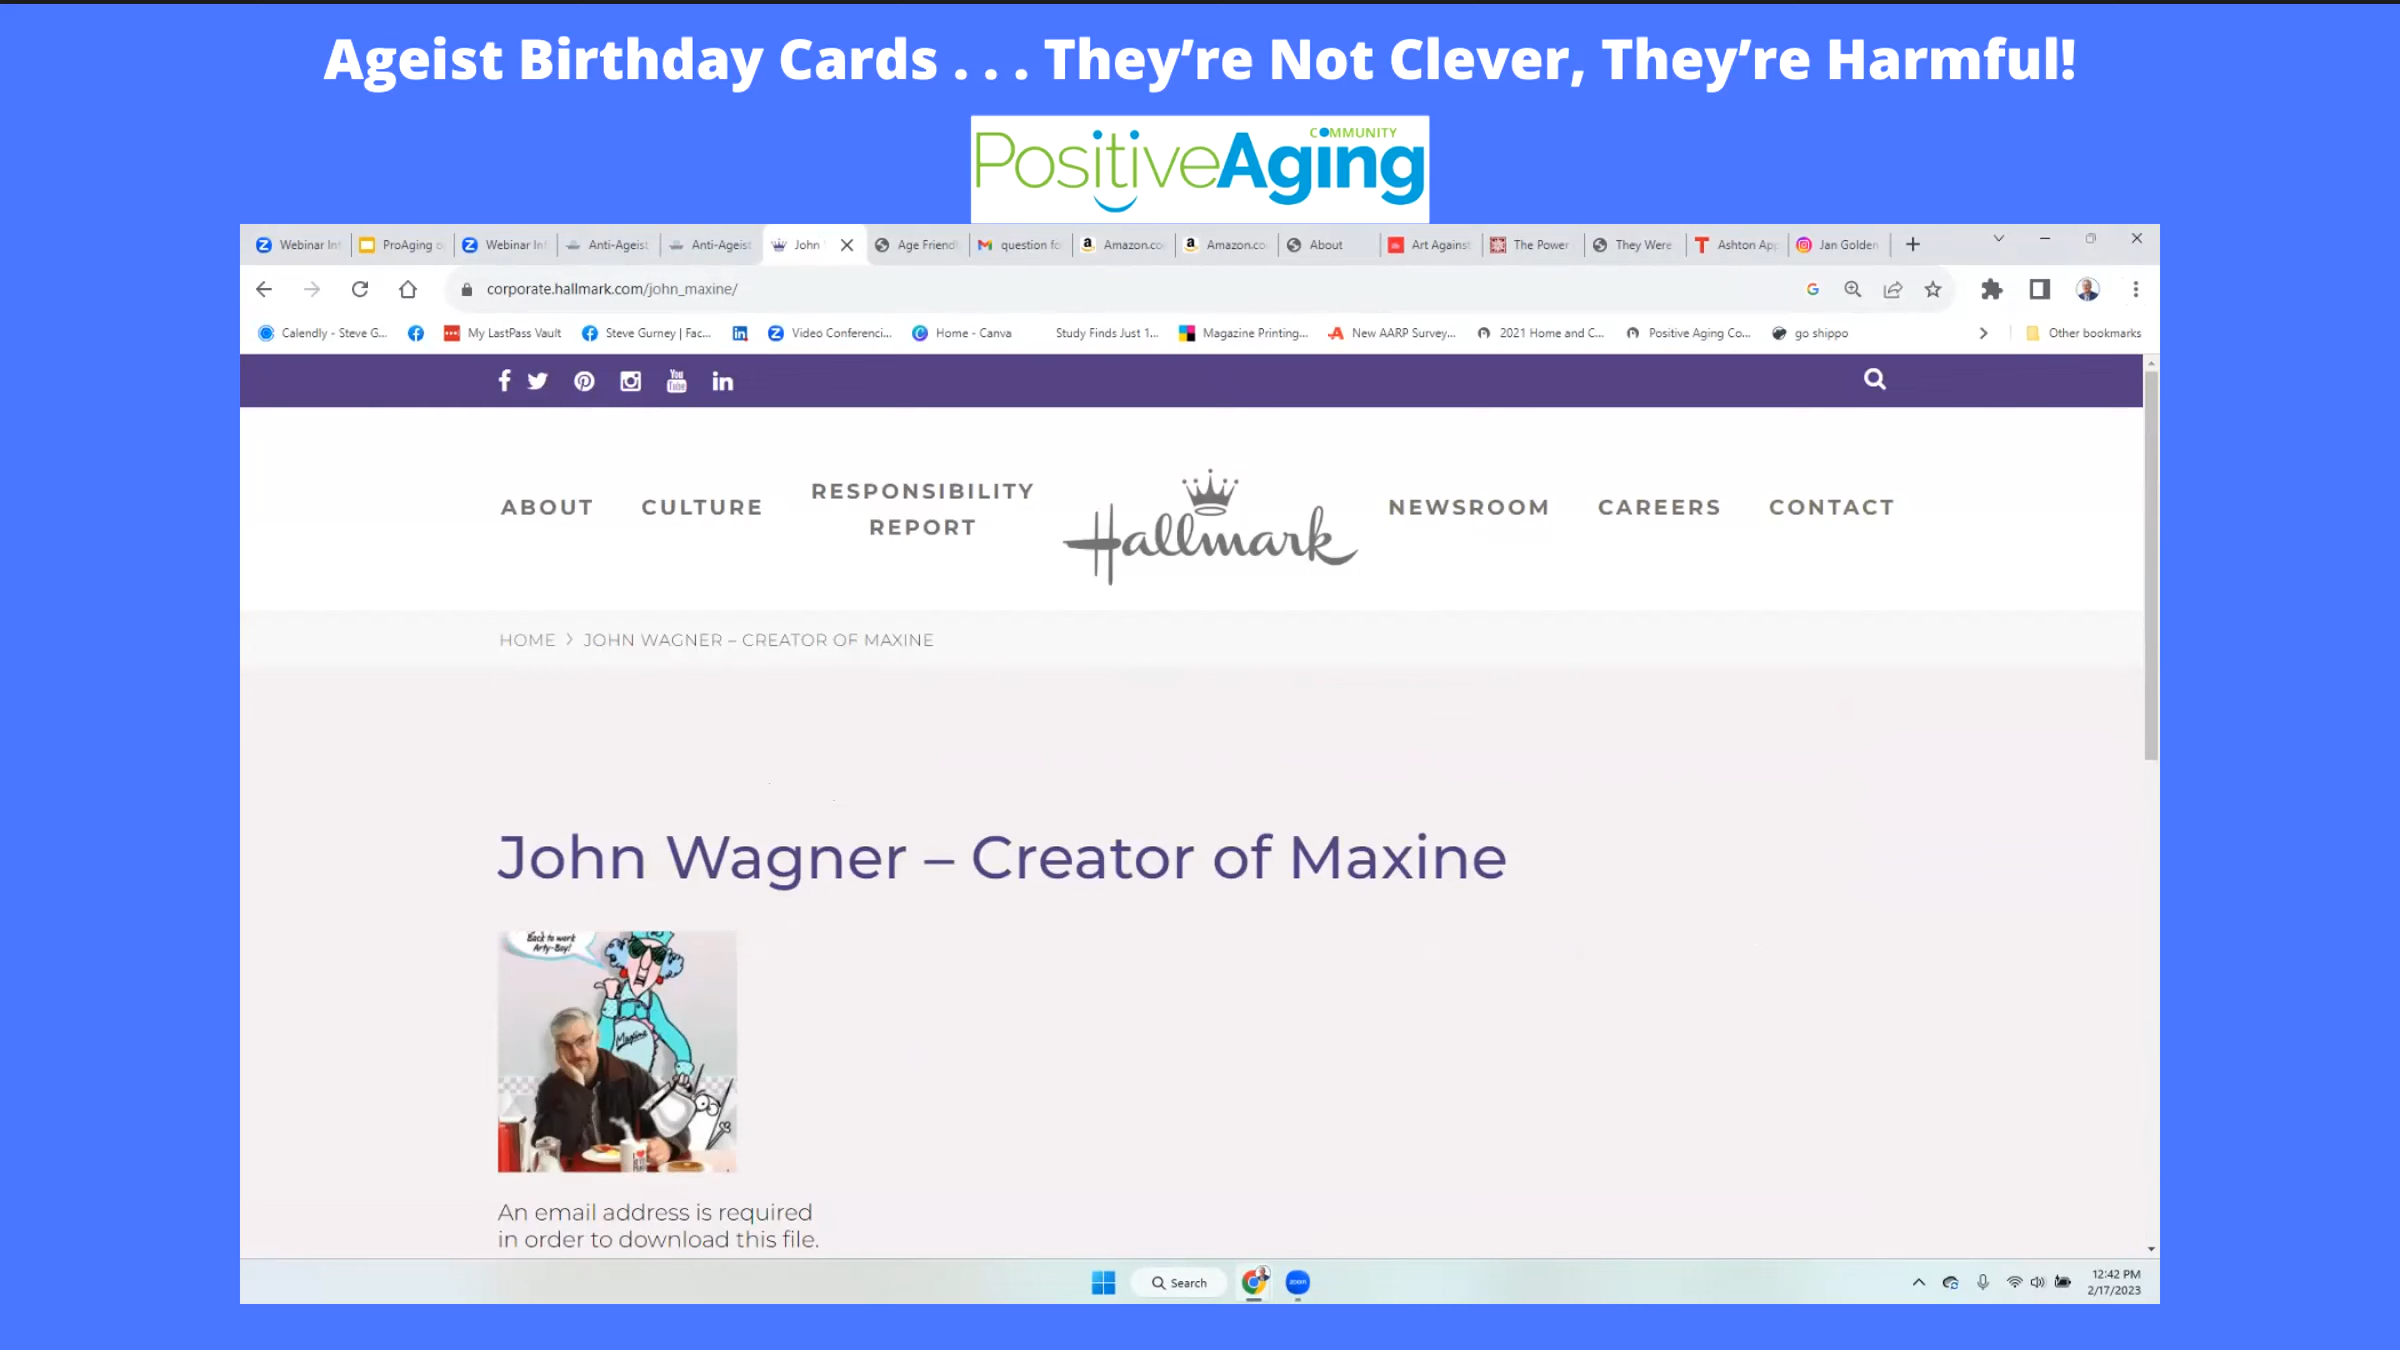 Ageist Birthday Cards . . . They’re Not Clever, They’re Harmful!
COMMUNITY
PositiveAging
Webinar In
ProAging o
Webinar In
Anti-Ageist
Anti-Ageist
John
Age Friend
question fo
Amazon.co
Amazon.co
About
Art Against
The Power
They Were
Ashton App
Jan Golden
corporate.hallmark.com/john_maxine/
Calendly - Steve G...
My LastPass Vault
Steve Gurney | Fac...
Video Conferenci...
Home - Canva
Study Finds Just 1...
Magazine Printing...
New AARP Survey...
2021 Home and C...
Positive Aging Co...
go shippo
Other bookmarks
You
Tube
ABOUT
CULTURE
RESPONSIBILITY
REPORT
Hallmark
NEWSROOM
CAREERS
CONTACT
HOME > JOHN WAGNER – CREATOR OF MAXINE
John Wagner – Creator of Maxine
Back to work
Arty-Boy!
Maxine
An email address is required
in order to download this file.
Search
zoom
12:42 PM
2/17/2023